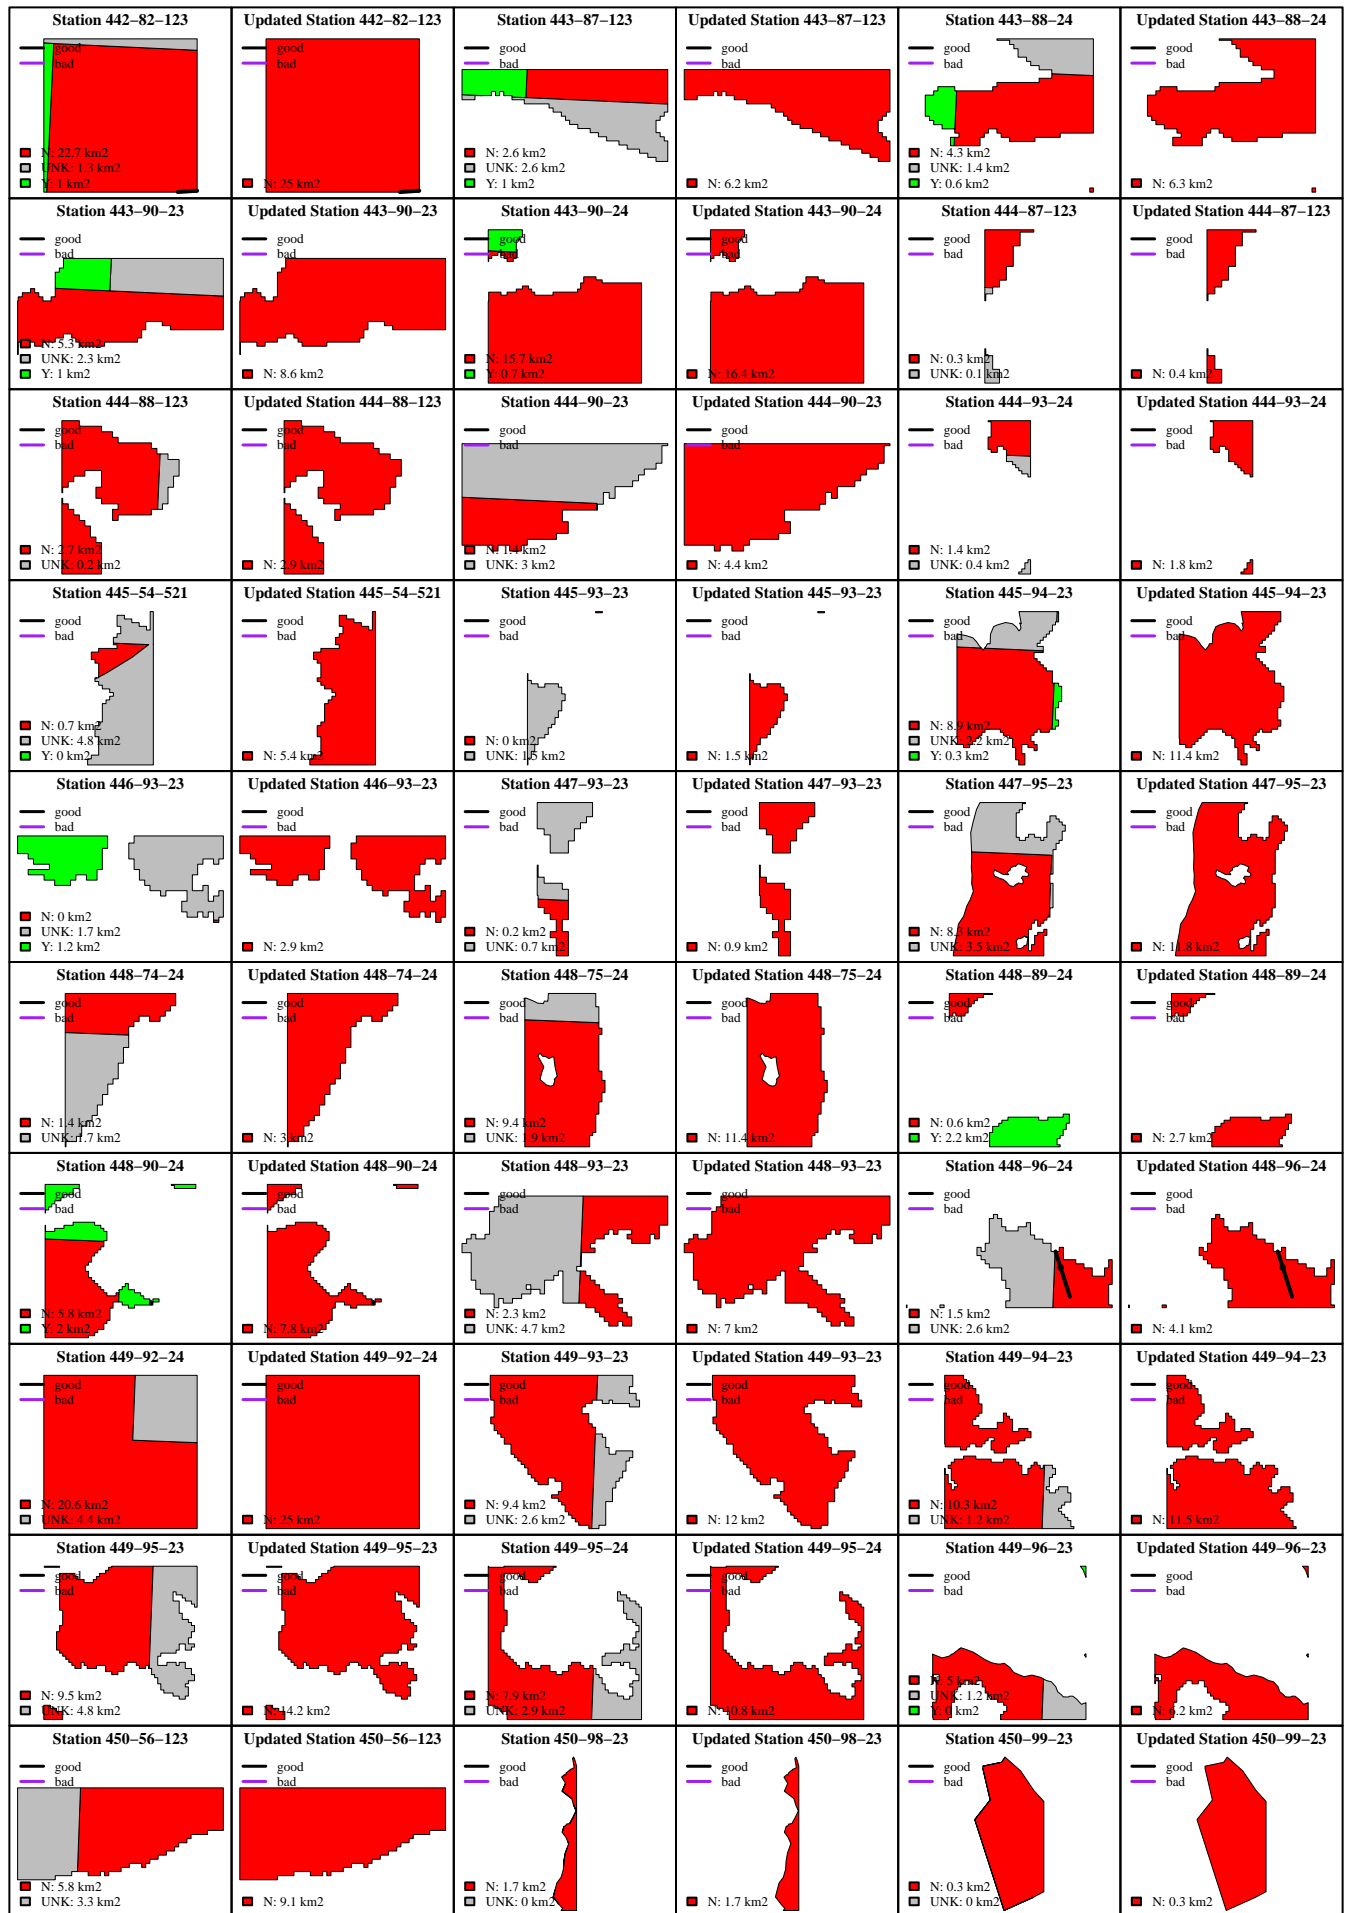 Station 442−82−123
good
bad
N: 22.7 km2
UNK: 1.3 km2
Y: 1 km2
Updated Station 442−82−123
good
bad
N: 25 km2
Station 443−87−123
good
bad
N: 2.6 km2
UNK: 2.6 km2
Y: 1 km2
Updated Station 443−87−123
good
bad
N: 6.2 km2
Station 443−88−24
good
bad
N: 4.3 km2
UNK: 1.4 km2
Y: 0.6 km2
Updated Station 443−88−24
good
bad
N: 6.3 km2
Station 443−90−23
good
bad
N: 5.3 km2
UNK: 2.3 km2
Y: 1 km2
Updated Station 443−90−23
good
bad
N: 8.6 km2
Station 443−90−24
good
bad
N: 15.7 km2
Y: 0.7 km2
Updated Station 443−90−24
good
bad
N: 16.4 km2
Station 444−87−123
good
bad
N: 0.3 km2
UNK: 0.1 km2
Updated Station 444−87−123
good
bad
N: 0.4 km2
Station 444−88−123
good
bad
N: 2.7 km2
UNK: 0.2 km2
Updated Station 444−88−123
good
bad
N: 2.9 km2
Station 444−90−23
good
bad
N: 1.4 km2
UNK: 3 km2
Updated Station 444−90−23
good
bad
N: 4.4 km2
Station 444−93−24
good
bad
N: 1.4 km2
UNK: 0.4 km2
Updated Station 444−93−24
good
bad
N: 1.8 km2
Station 445−54−521
good
bad
N: 0.7 km2
UNK: 4.8 km2
Y: 0 km2
Updated Station 445−54−521
good
bad
N: 5.4 km2
Station 445−93−23
good
bad
N: 0 km2
UNK: 1.5 km2
Updated Station 445−93−23
good
bad
N: 1.5 km2
Station 445−94−23
good
bad
N: 8.9 km2
UNK: 2.2 km2
Y: 0.3 km2
Updated Station 445−94−23
good
bad
N: 11.4 km2
Station 446−93−23
good
bad
N: 0 km2
UNK: 1.7 km2
Y: 1.2 km2
Updated Station 446−93−23
good
bad
N: 2.9 km2
Station 447−93−23
good
bad
N: 0.2 km2
UNK: 0.7 km2
Updated Station 447−93−23
good
bad
N: 0.9 km2
Station 447−95−23
good
bad
N: 8.3 km2
UNK: 3.5 km2
Updated Station 447−95−23
good
bad
N: 11.8 km2
Station 448−74−24
good
bad
N: 1.4 km2
UNK: 1.7 km2
Updated Station 448−74−24
good
bad
N: 3 km2
Station 448−75−24
good
bad
N: 9.4 km2
UNK: 1.9 km2
Updated Station 448−75−24
good
bad
N: 11.4 km2
Station 448−89−24
good
bad
N: 0.6 km2
Y: 2.2 km2
Updated Station 448−89−24
good
bad
N: 2.7 km2
Station 448−90−24
good
bad
N: 5.8 km2
Y: 2 km2
Updated Station 448−90−24
good
bad
N: 7.8 km2
Station 448−93−23
good
bad
N: 2.3 km2
UNK: 4.7 km2
Updated Station 448−93−23
good
bad
N: 7 km2
Station 448−96−24
good
bad
N: 1.5 km2
UNK: 2.6 km2
Updated Station 448−96−24
good
bad
N: 4.1 km2
Station 449−92−24
good
bad
N: 20.6 km2
UNK: 4.4 km2
Updated Station 449−92−24
good
bad
N: 25 km2
Station 449−93−23
good
bad
N: 9.4 km2
UNK: 2.6 km2
Updated Station 449−93−23
good
bad
N: 12 km2
Station 449−94−23
good
bad
N: 10.3 km2
UNK: 1.2 km2
Updated Station 449−94−23
good
bad
N: 11.5 km2
Station 449−95−23
good
bad
N: 9.5 km2
UNK: 4.8 km2
Updated Station 449−95−23
good
bad
N: 14.2 km2
Station 449−95−24
good
bad
N: 7.9 km2
UNK: 2.9 km2
Updated Station 449−95−24
good
bad
N: 10.8 km2
Station 449−96−23
good
bad
N: 5 km2
UNK: 1.2 km2
Y: 0 km2
Updated Station 449−96−23
good
bad
N: 6.2 km2
Station 450−56−123
good
bad
N: 5.8 km2
UNK: 3.3 km2
Updated Station 450−56−123
good
bad
N: 9.1 km2
Station 450−98−23
good
bad
N: 1.7 km2
UNK: 0 km2
Updated Station 450−98−23
good
bad
N: 1.7 km2
Station 450−99−23
good
bad
N: 0.3 km2
UNK: 0 km2
Updated Station 450−99−23
good
bad
N: 0.3 km2